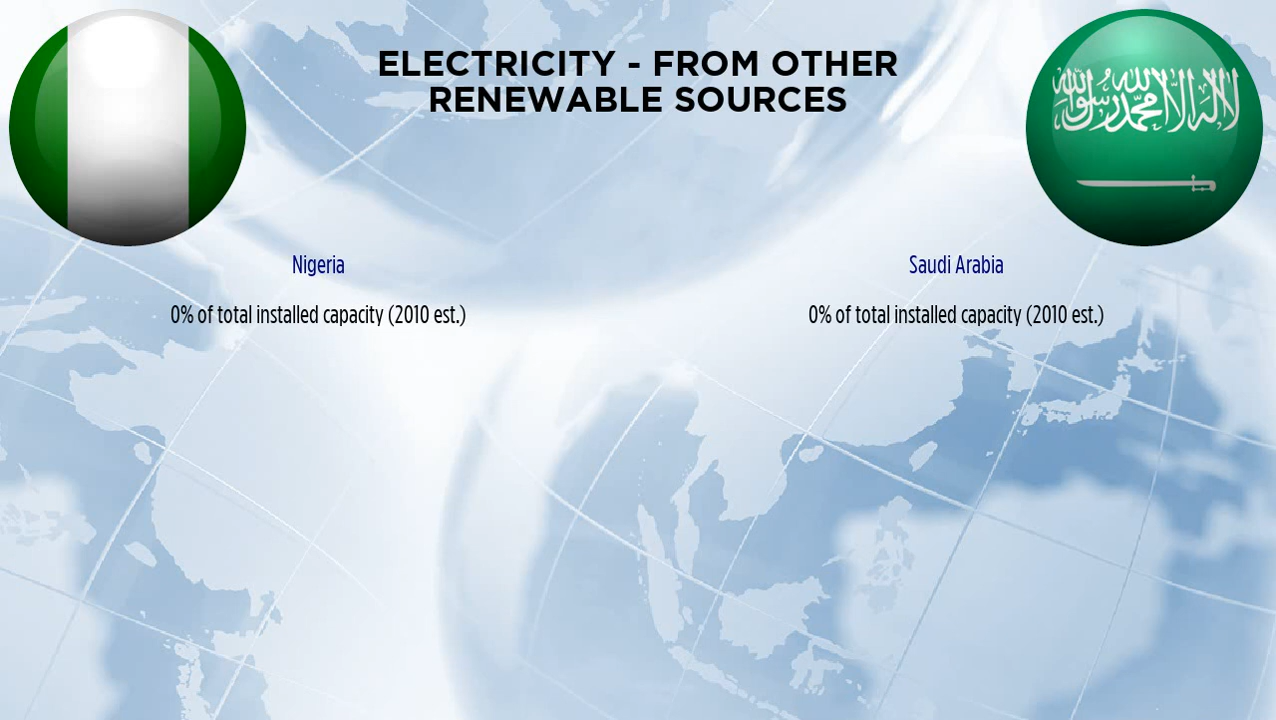 ELECTRICITY - FROM OTHER
RENEWABLE SOURCES
لا إله إلا الله محمد رسول الله
Nigeria
Saudi Arabia
0% of total installed capacity (2010 est.)
0% of total installed capacity (2010 est.)